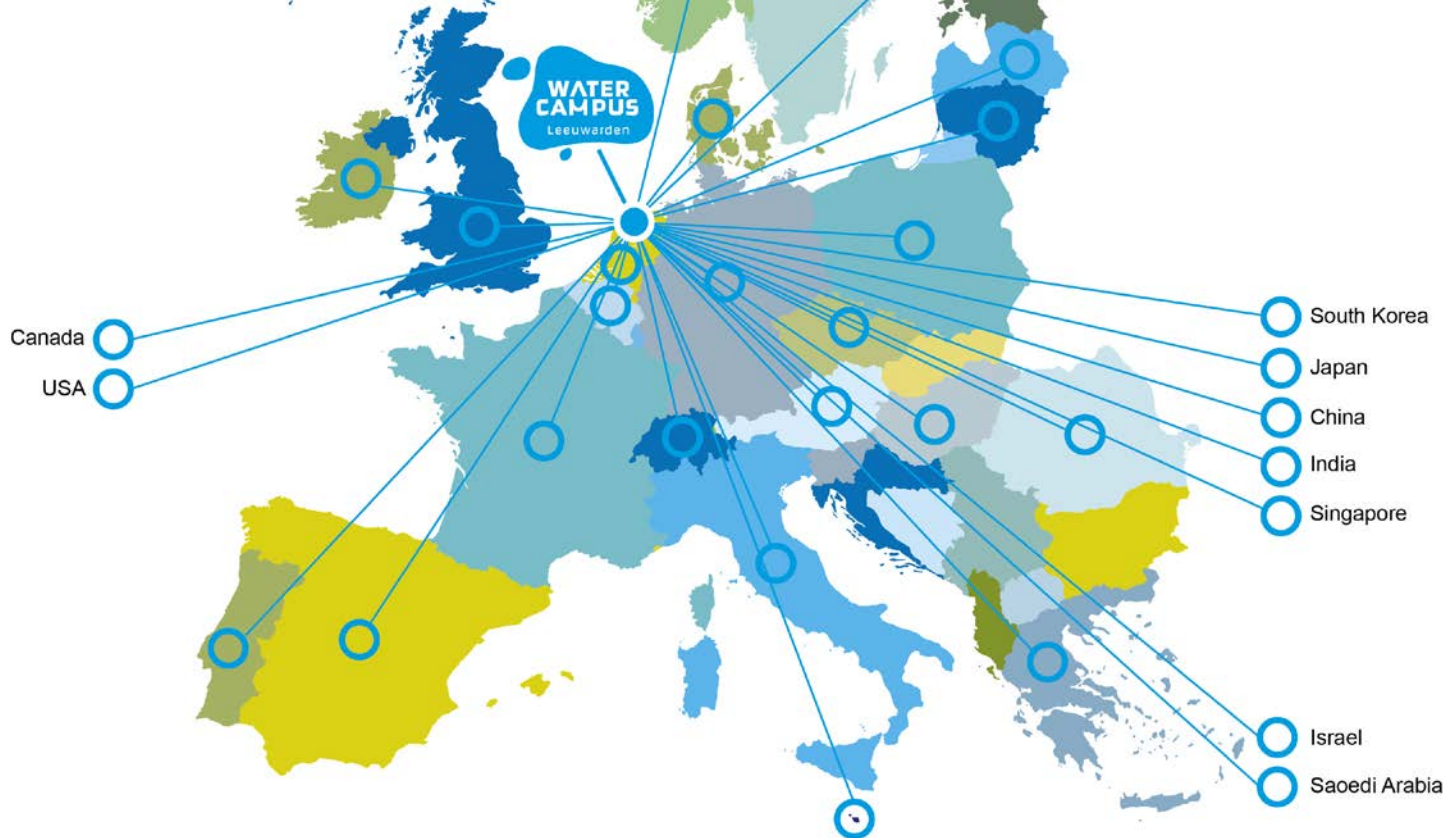 WATER
CAMPUS
Leeuwarden
Canada
USA
South Korea
Japan
China
India
Singapore
Israel
Saoedi Arabia